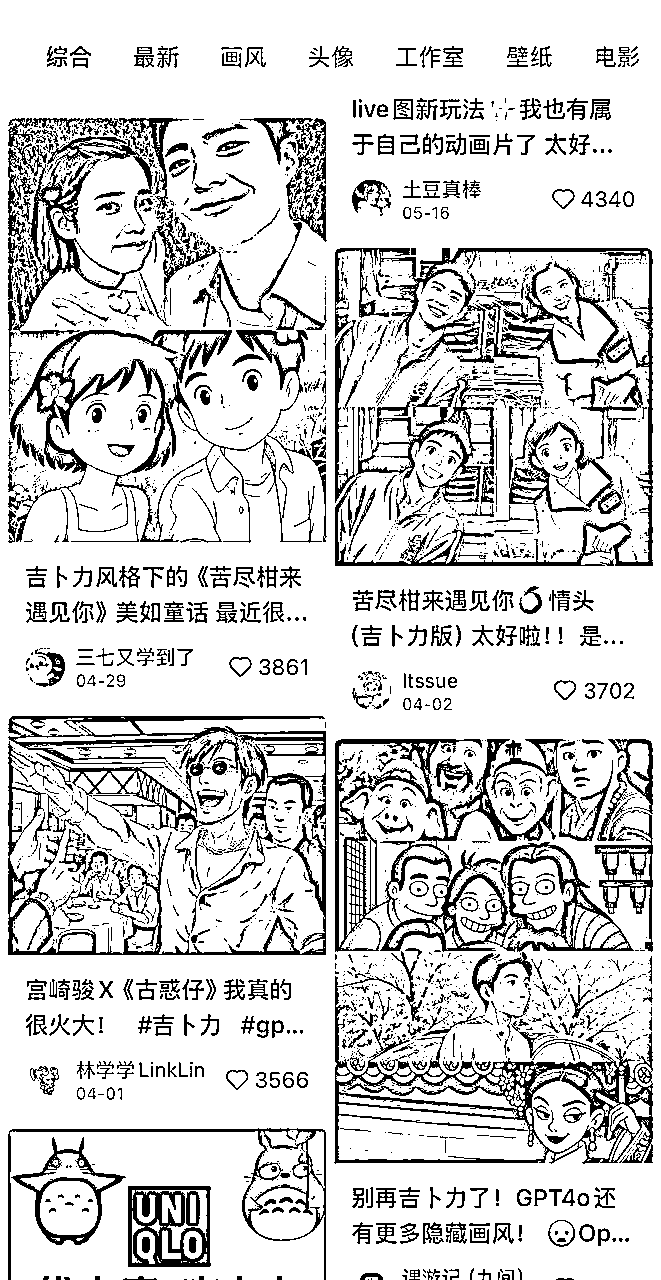 综合 最新 画风 头像 工作室 壁纸 电影
live图新玩法 我也有属
于自己的动画片了 太好...
土豆真棒
05-16
4340
吉卜力风格下的《苦尽柑来
遇见你》美如童话 最近很...
三七又学到了
04-29
3861
苦尽柑来遇见你🍊情头
(吉卜力版) 太好啦！！是...
Itssue
04-02
3702
宫崎骏X《古惑仔》我真的
很火大！ #吉卜力 #gp...
林学学LinkLin
04-01
3566
别再吉卜力了！GPT4o还
有更多隐藏画风！ Op...
UNI
QLO